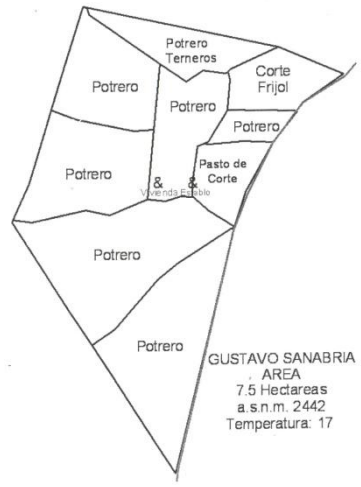 Potrero
Terneros
Corte
Frijol
Potrero
Potrero
Potrero
Pasto de
Corte
Potrero
& &
Vivienda Establo
Potrero
Potrero
GUSTAVO SANABRIA
AREA
7.5 Hectareas
a.s.n.m. 2442
Temperatura: 17